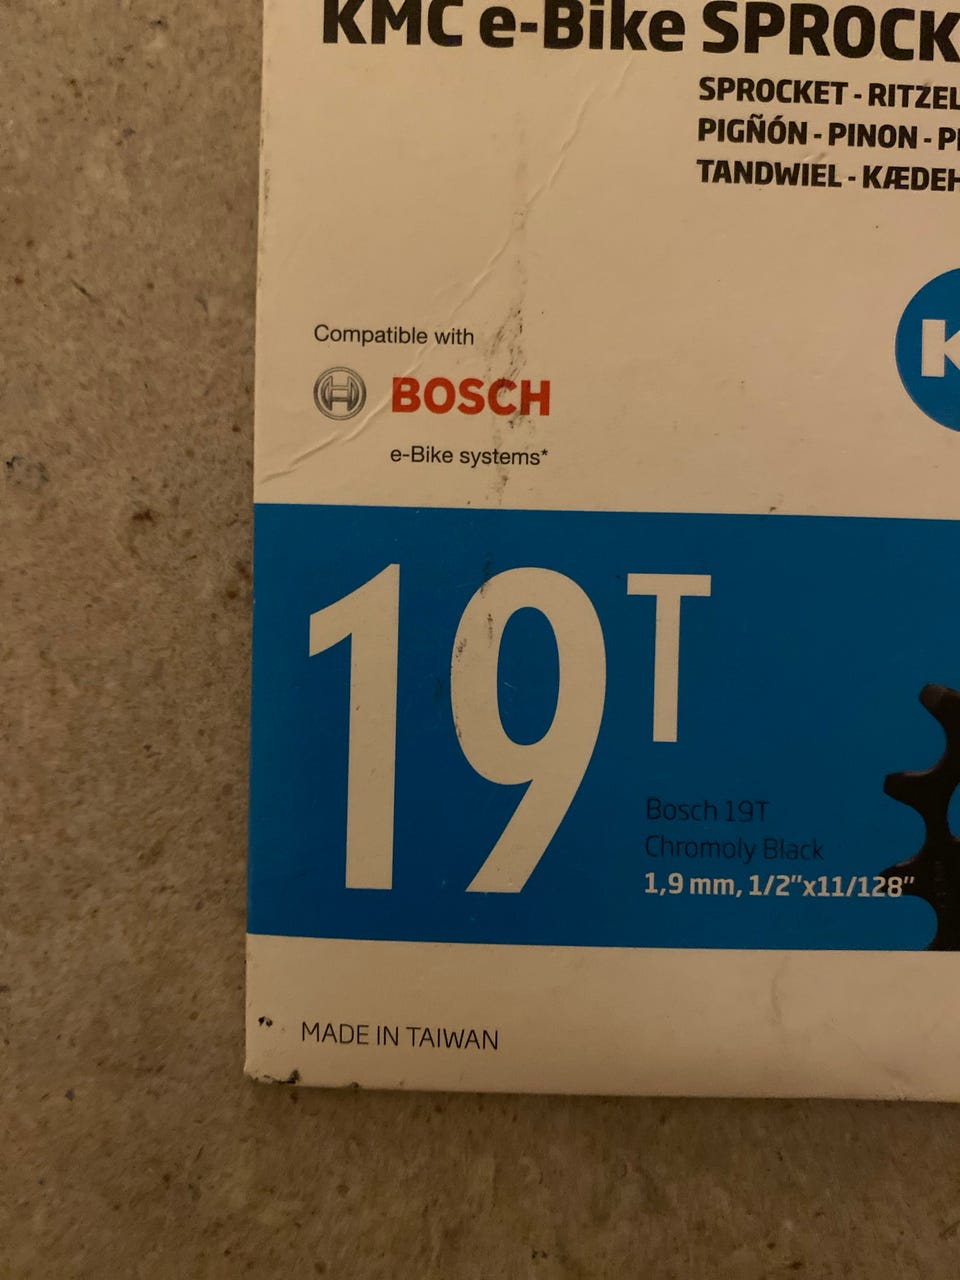 KMC e-Bike SPROCK
SPROCKET - RITZEL
PIGÑÓN - PINON - PI
TANDWIEL - KÆDEH
Compatible with
BOSCH
e-Bike systems*
K
19T
Bosch 19T
Chromoly Black
1,9 mm, 1/2"x11/128"
MADE IN TAIWAN